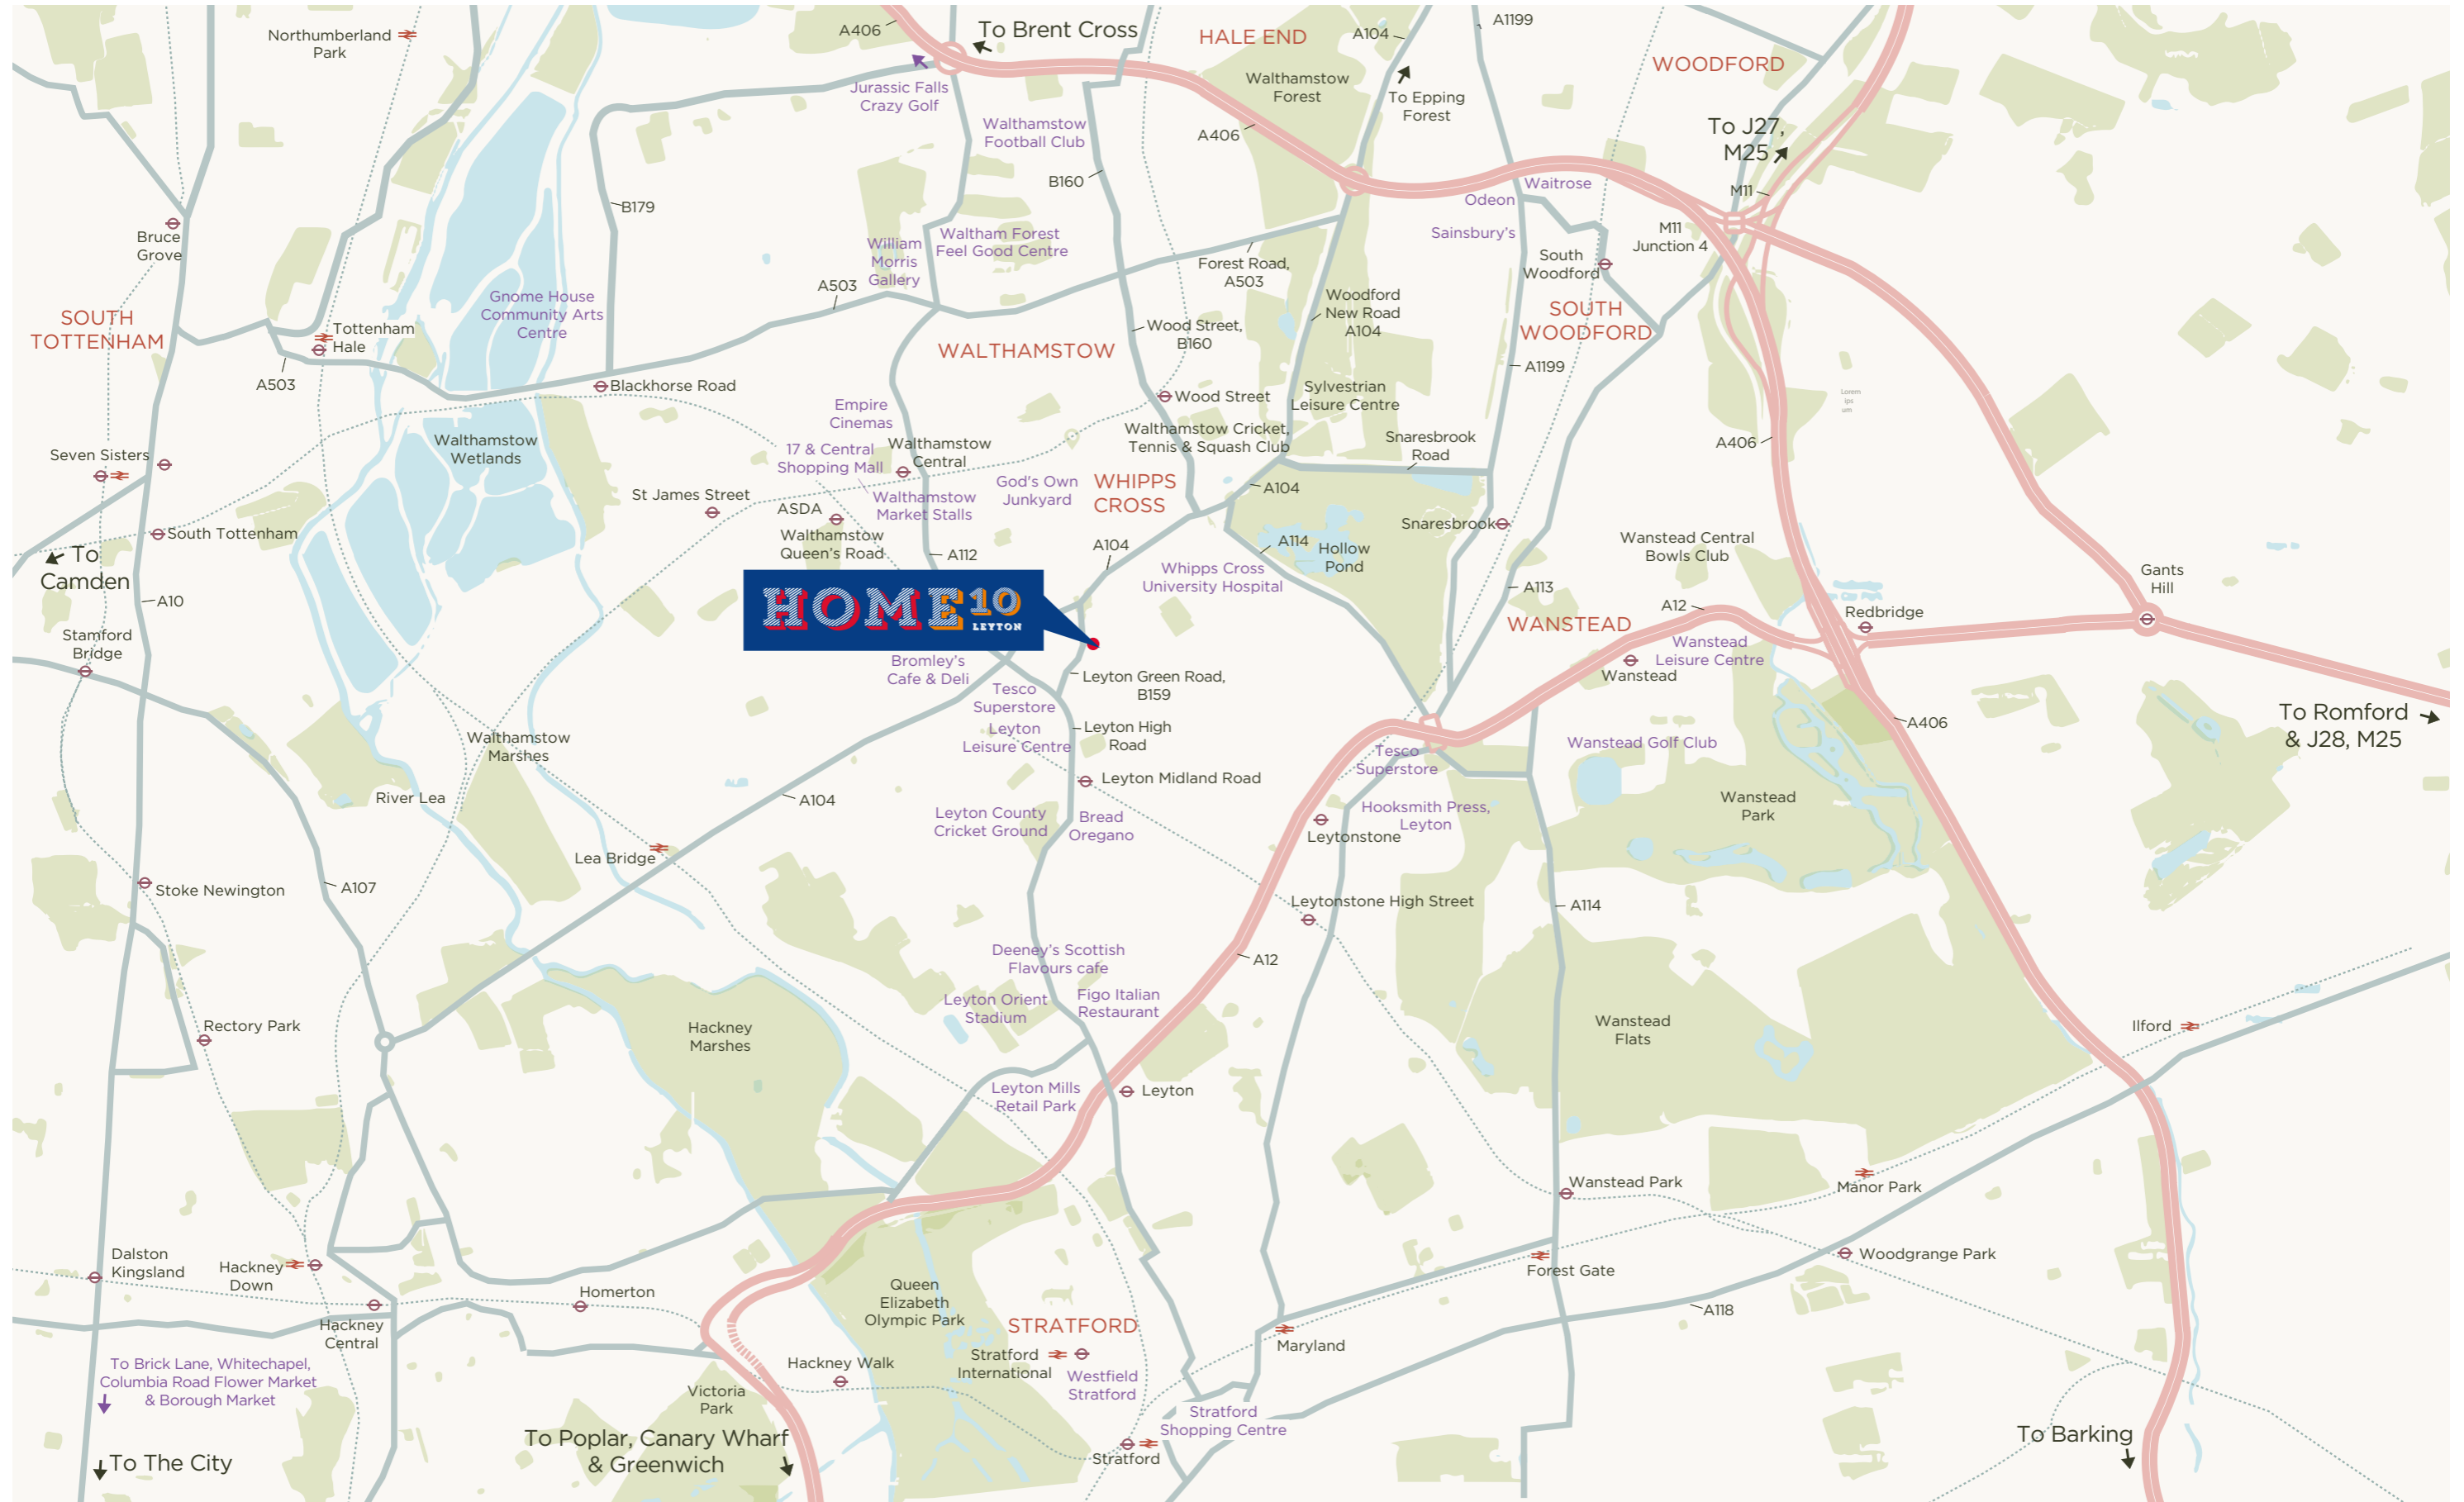 Northumberland
Park
A406
To Brent Cross
HALE END
A104
A1199
WOODFORD
Jurassic Falls
Crazy Golf
Walthamstow
Forest
To Epping
Forest
Walthamstow
Football Club
A406
To J27,
M25
B160
B179
Waitrose
M11
Odeon
Bruce
Grove
William
Morris
Gallery
Waltham Forest
Feel Good Centre
Sainsbury's
M11
Junction 4
South
Woodford
Forest Road,
A503
A503
Gnome House
Community Arts
Centre
Woodford
New Road
A104
SOUTH
WOODFORD
SOUTH
TOTTENHAM
Tottenham
Hale
Wood Street,
B160
WALTHAMSTOW
A503
A1199
Blackhorse Road
Wood Street
Sylvestrian
Leisure Centre
Lorem
ips
um
Empire
Cinemas
Walthamstow
Wetlands
17 & Central
Shopping Mall
Walthamstow
Central
Walthamstow Cricket,
Tennis & Squash Club
Snaresbrook
Road
A406
Seven Sisters
St James Street
Walthamstow
Market Stalls
God's Own
Junkyard
WHIPPS
CROSS
A104
ASDA
Walthamstow
Queen's Road
South Tottenham
Snaresbrook
To
Camden
A112
A104
A114
Hollow
Pond
Wanstead Central
Bowls Club
Whipps Cross
University Hospital
Gants
Hill
A10
HOME10
LEYTON
A113
A12
Redbridge
WANSTEAD
Stamford
Bridge
Bromley's
Cafe & Deli
Leyton Green Road,
B159
Wanstead
Leisure Centre
Wanstead
Tesco
Superstore
A406
To Romford
& J28, M25
Leyton
Leisure Centre
Leyton High
Road
Walthamstow
Marshes
Tesco
Superstore
Wanstead Golf Club
Leyton Midland Road
River Lea
A104
Wanstead
Park
Leyton County
Cricket Ground
Bread
Oregano
Hooksmith Press,
Leyton
Leytonstone
Lea Bridge
Stoke Newington
A107
Leytonstone High Street
A114
Deeney's Scottish
Flavours cafe
A12
Leyton Orient
Stadium
Figo Italian
Restaurant
Rectory Park
Hackney
Marshes
Wanstead
Flats
Ilford
Leyton Mills
Retail Park
Leyton
Wanstead Park
Manor Park
Dalston
Kingsland
Hackney
Down
Woodgrange Park
Forest Gate
Homerton
Queen
Elizabeth
Olympic Park
A118
Hackney
Central
STRATFORD
Maryland
Stratford
International
To Brick Lane, Whitechapel,
Columbia Road Flower Market
& Borough Market
Hackney Walk
Westfield
Stratford
Victoria
Park
Stratford
Shopping Centre
To The City
To Poplar, Canary Wharf
& Greenwich
Stratford
To Barking